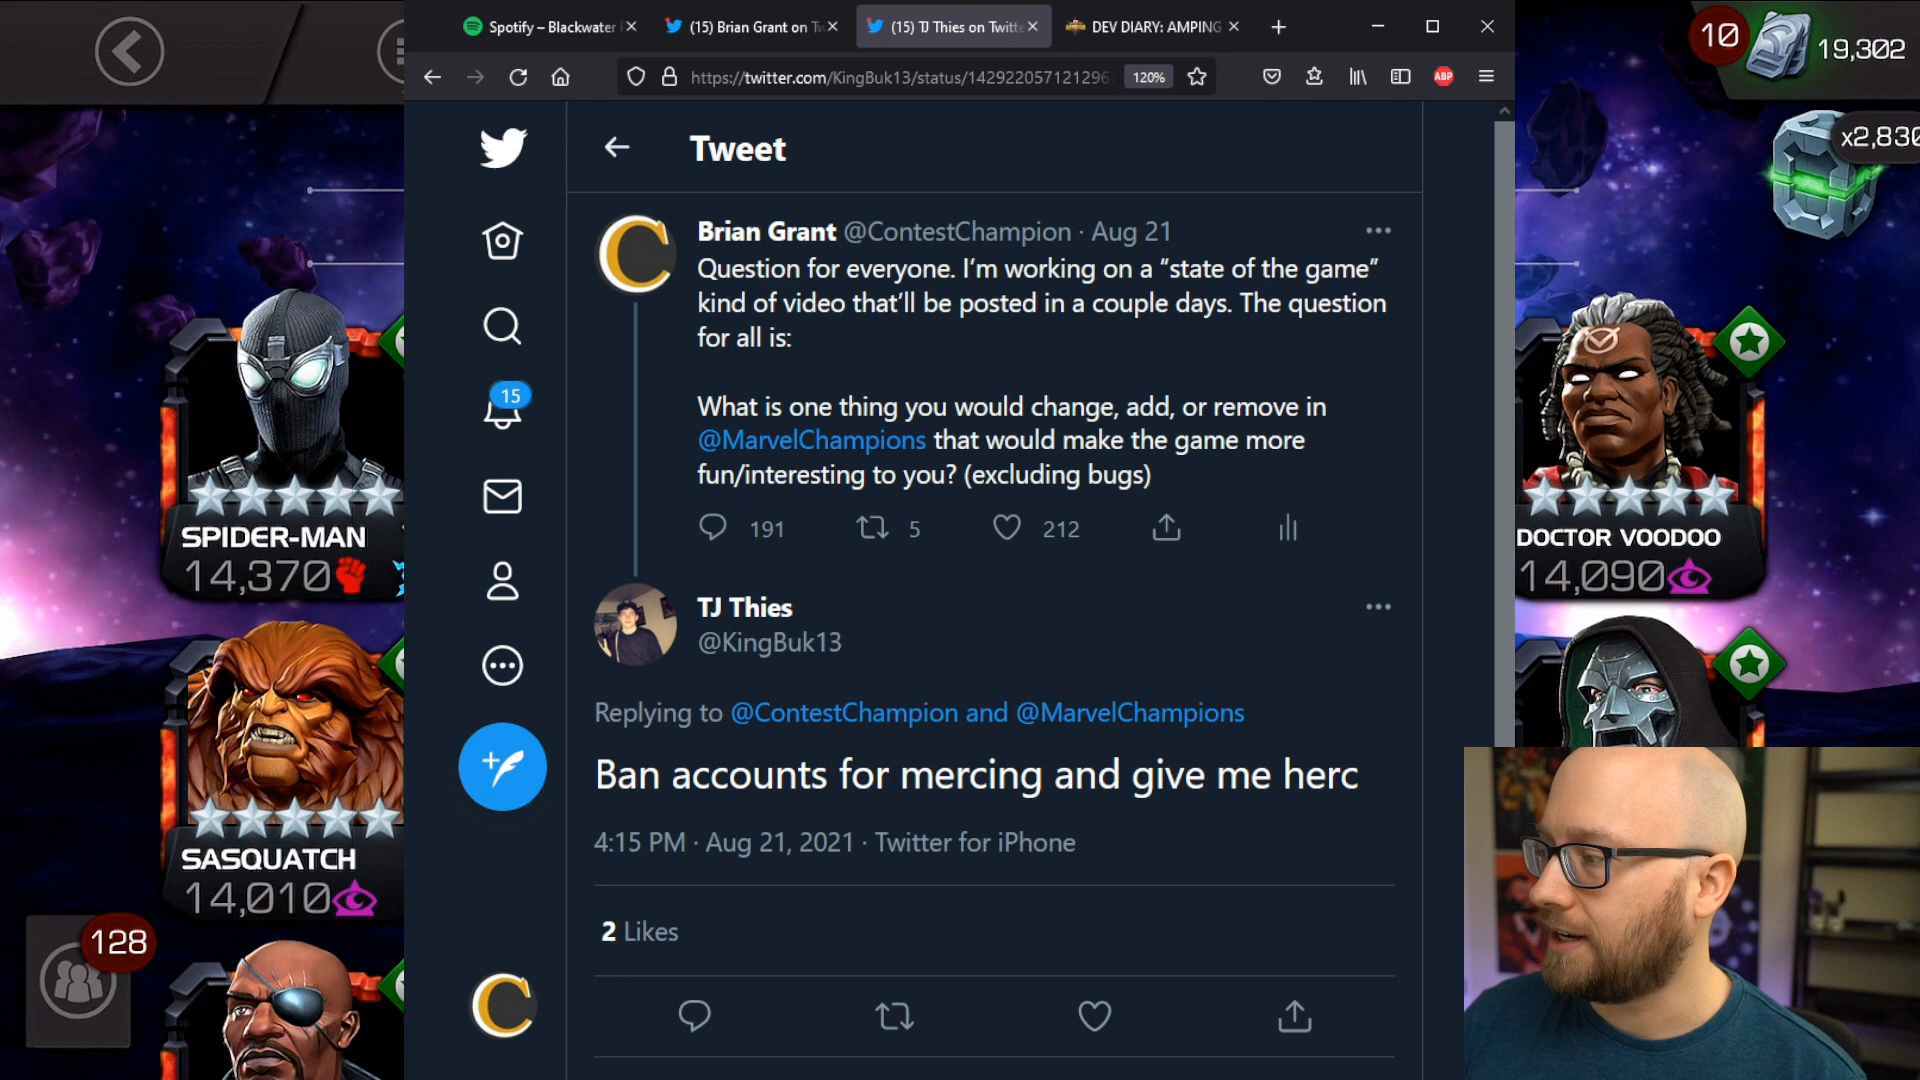 Spotify – Blackwater
(15) Brian Grant on Tw
(15) TJ Thies on Twitte
DEV DIARY: AMPING
https://twitter.com/KingBuk13/status/1429220571212967
120%
ABP
10
19,302
x2,830
Tweet
Brian Grant @ContestChampion · Aug 21
Question for everyone. I’m working on a “state of the game”
kind of video that’ll be posted in a couple days. The question
for all is:
What is one thing you would change, add, or remove in
@MarvelChampions that would make the game more
fun/interesting to you? (excluding bugs)
191 5 212
15
TJ Thies
@KingBuk13
Replying to @ContestChampion and @MarvelChampions
Ban accounts for mercing and give me herc
4:15 PM · Aug 21, 2021 · Twitter for iPhone
2 Likes
SPIDER-MAN
14,370
SASQUATCH
14,010
128
DOCTOR VOODOO
14,090